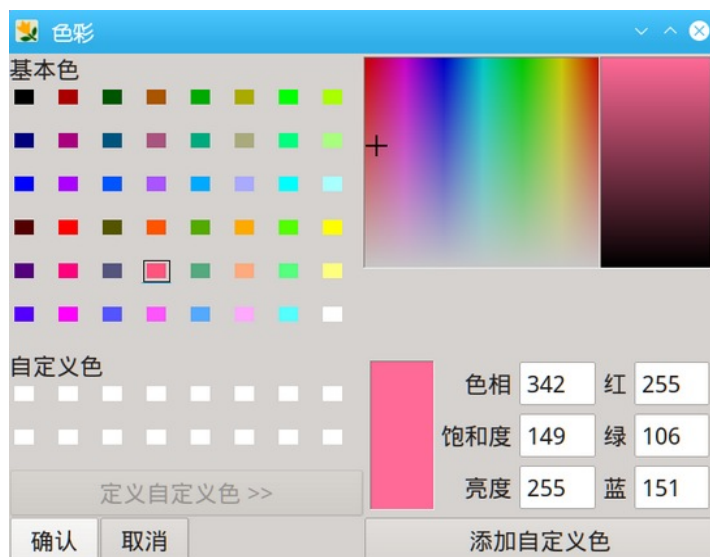 色彩
基本色
自定义色
色相 342 红 255
饱和度 149 绿 106
亮度 255 蓝 151
定义自定义色 >>
确认 取消 添加自定义色